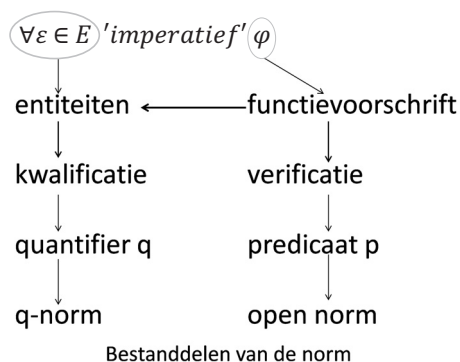 ∀ε ∈ E 'imperatief' φ
entiteiten functievoorschrift
kwalificatie verificatie
quantifier q predicaat p
q-norm open norm
Bestanddelen van de norm